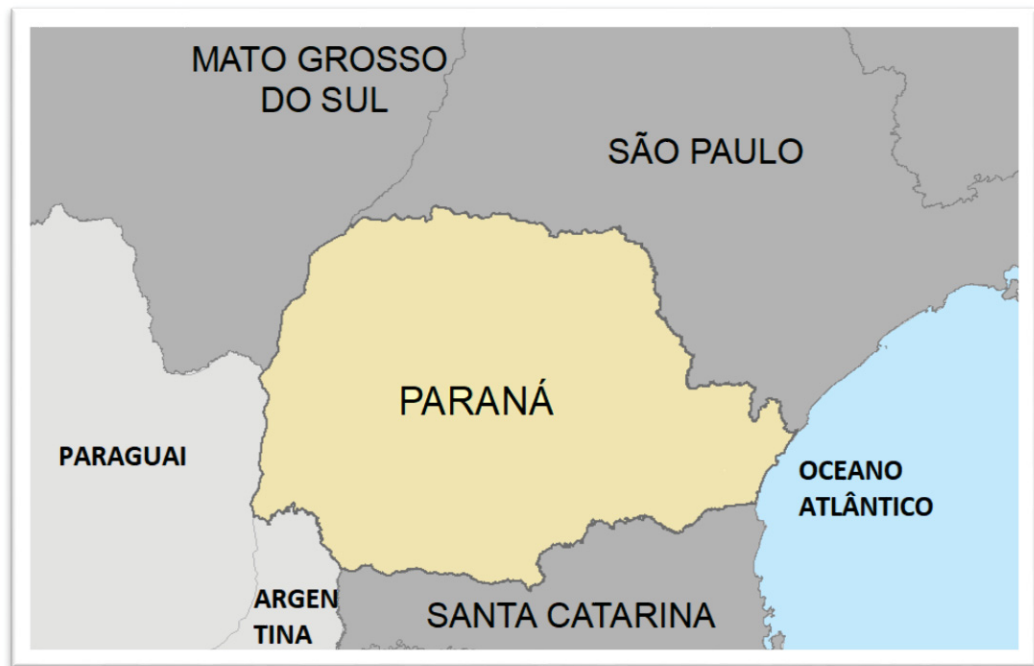 MATO GROSSO
DO SUL
SÃO PAULO
PARANÁ
PARAGUAI
OCEANO
ATLÂNTICO
ARGEN
TINA
SANTA CATARINA